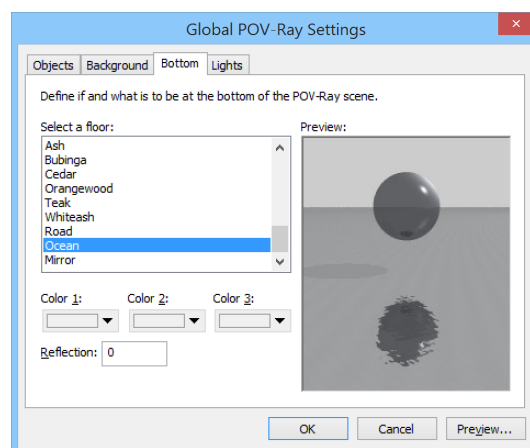 Global POV-Ray Settings
Objects Background Bottom Lights
Define if and what is to be at the bottom of the POV-Ray scene.
Select a floor: Preview:
Ash
Bubinga
Cedar
Orangewood
Teak
Whiteash
Road
Ocean
Mirror
Color 1: Color 2: Color 3:
Reflection: 0
OK Cancel Preview...